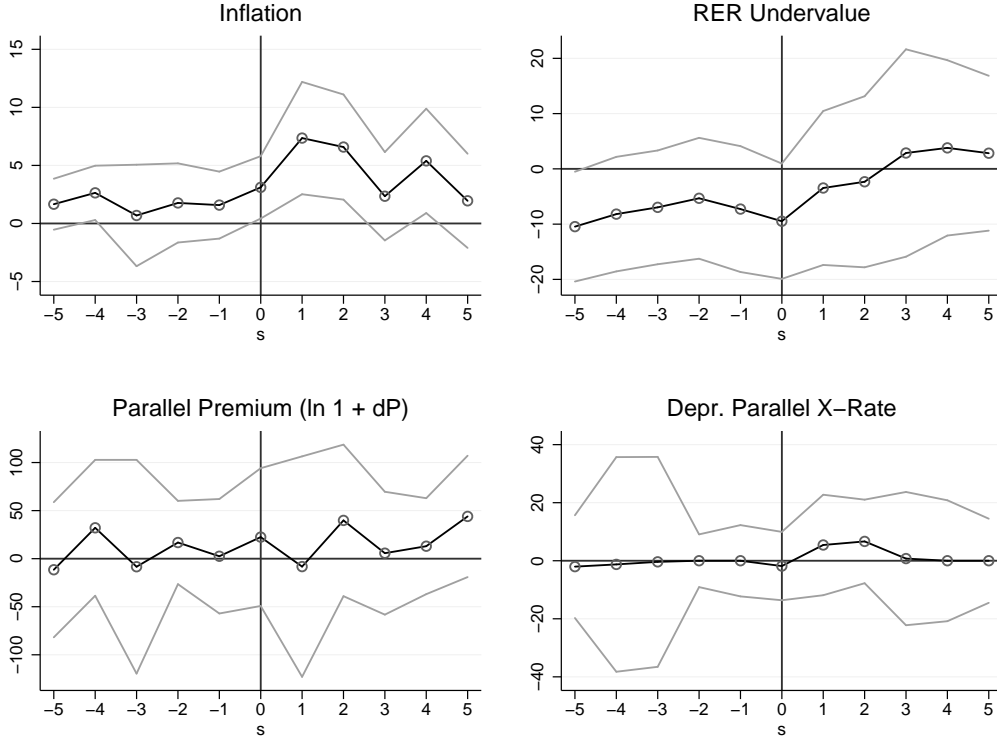 Inflation
15
10
5
0
−5
−5 −4 −3 −2 −1 0 1 2 3 4 5
s
RER Undervalue
20
10
0
−10
−20
−5 −4 −3 −2 −1 0 1 2 3 4 5
s
Parallel Premium (ln 1 + dP)
100
50
0
−50
−100
−5 −4 −3 −2 −1 0 1 2 3 4 5
s
Depr. Parallel X−Rate
40
20
0
−20
−40
−5 −4 −3 −2 −1 0 1 2 3 4 5
s